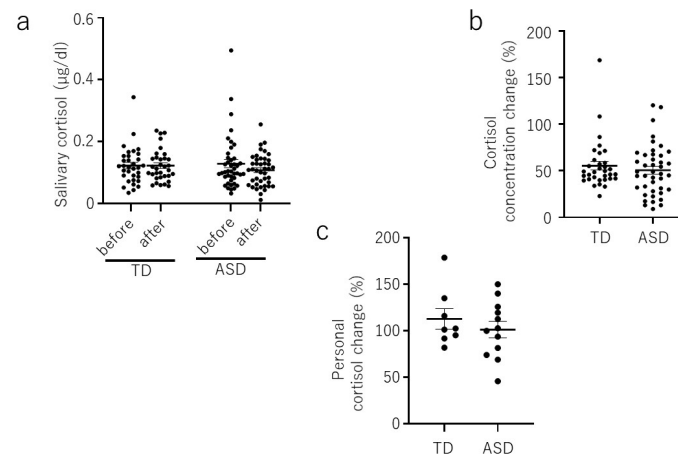 a
Salivary cortisol (µg/dl)
0.6
0.4
0.2
0
before
after
before
after
TD
ASD
b
Cortisol
concentration change (%)
200
150
100
50
0
TD
ASD
c
Personal
cortisol change (%)
200
150
100
50
0
TD
ASD